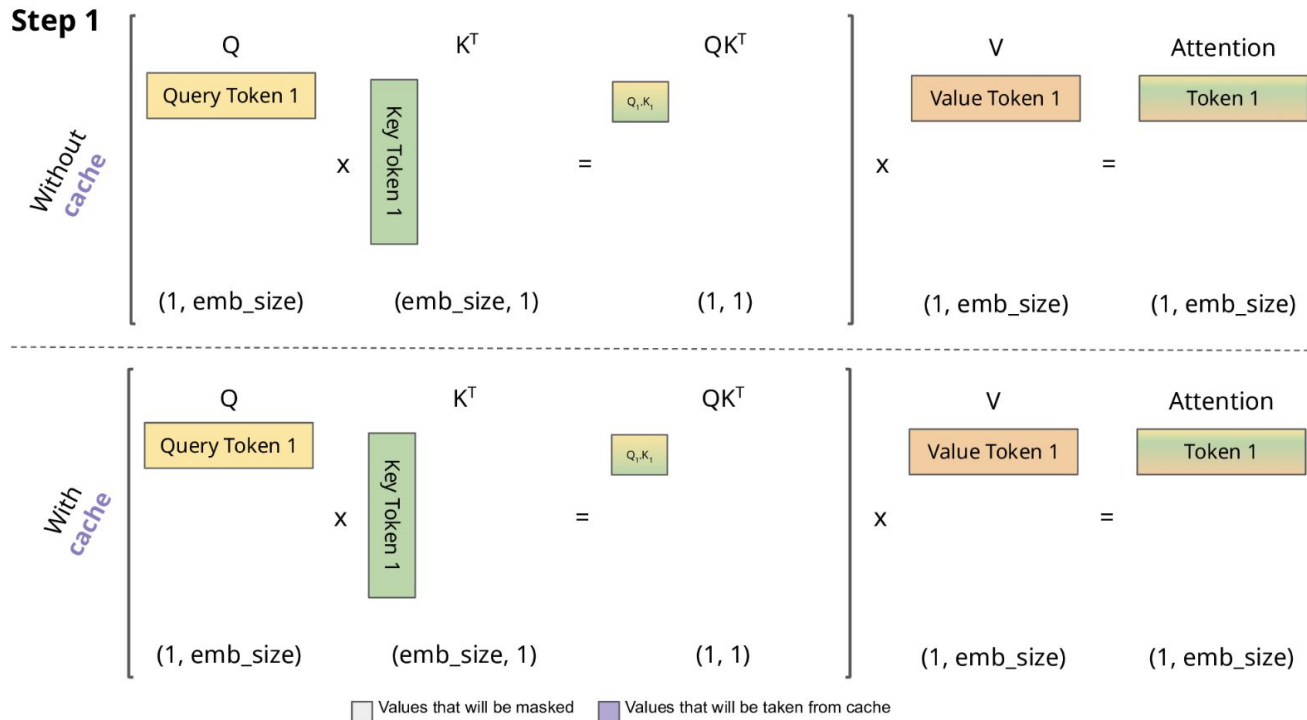 Step 1
Q
K^T
QK^T
V
Attention
Query Token 1
Key Token 1
Q₁.K₁
Value Token 1
Token 1
Without
cache
x
=
x
=
(1, emb_size)
(emb_size, 1)
(1, 1)
(1, emb_size)
(1, emb_size)
Q
K^T
QK^T
V
Attention
Query Token 1
Key Token 1
Q₁.K₁
Value Token 1
Token 1
With
cache
x
=
x
=
(1, emb_size)
(emb_size, 1)
(1, 1)
(1, emb_size)
(1, emb_size)
Values that will be masked
Values that will be taken from cache